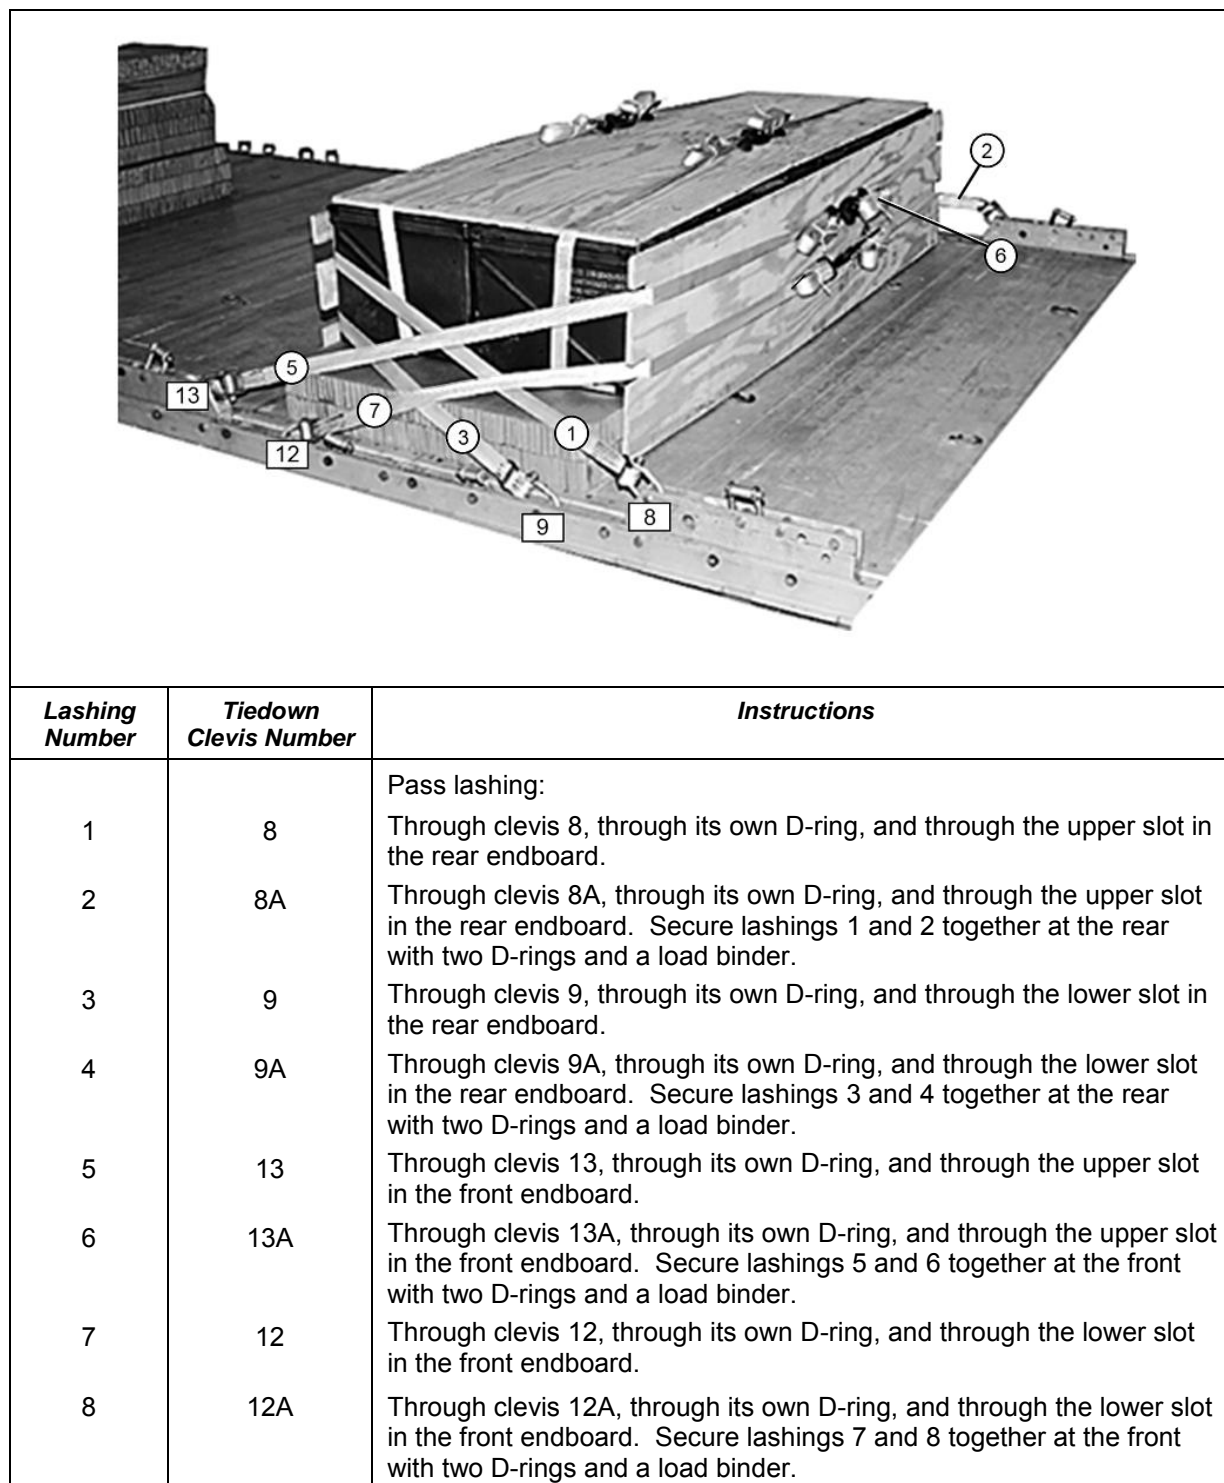 2
6
5
13
7
3
1
12
9
8
Lashing Number
Tiedown Clevis Number
Instructions
Pass lashing:
1
8
Through clevis 8, through its own D-ring, and through the upper slot in
the rear endboard.
2
8A
Through clevis 8A, through its own D-ring, and through the upper slot
in the rear endboard.  Secure lashings 1 and 2 together at the rear
with two D-rings and a load binder.
3
9
Through clevis 9, through its own D-ring, and through the lower slot in
the rear endboard.
4
9A
Through clevis 9A, through its own D-ring, and through the lower slot
in the rear endboard.  Secure lashings 3 and 4 together at the rear
with two D-rings and a load binder.
5
13
Through clevis 13, through its own D-ring, and through the upper slot
in the front endboard.
6
13A
Through clevis 13A, through its own D-ring, and through the upper slot
in the front endboard.  Secure lashings 5 and 6 together at the front
with two D-rings and a load binder.
7
12
Through clevis 12, through its own D-ring, and through the lower slot
in the front endboard.
8
12A
Through clevis 12A, through its own D-ring, and through the lower slot
in the front endboard.  Secure lashings 7 and 8 together at the front
with two D-rings and a load binder.